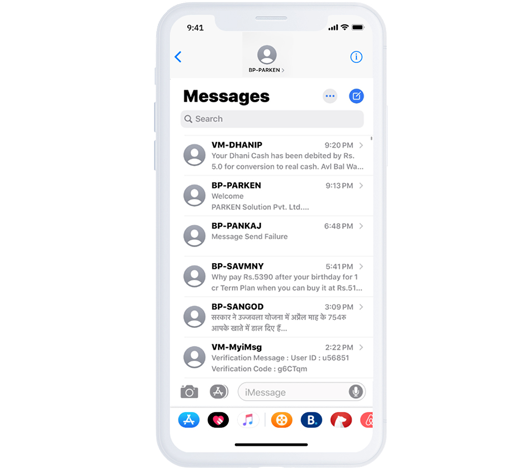 9:41
BP-PARKEN
Messages
Search
VM-DHANIP 9:20 PM
Your Dhani Cash has been debited by Rs.
5.0 for conversion to real cash. Avl Bal Wa...
BP-PARKEN 9:13 PM
Welcome
PARKEN Solution Pvt. Ltd....
BP-PANKAJ 6:48 PM
Message Send Failure
BP-SAVMNY 5:41 PM
Why pay Rs.5390 after your birthday for 1
cr Term Plan when you can buy it at Rs.51...
BP-SANGOD 3:09 PM
सरकार ने उज्जवला योजना में अप्रैल माह के 754रू
आपके खाते में डाल दिए हैं...
VM-MyiMsg 2:22 PM
Verification Message : User ID : u56851
Verification Code : g6CTqm
iMessage
B.